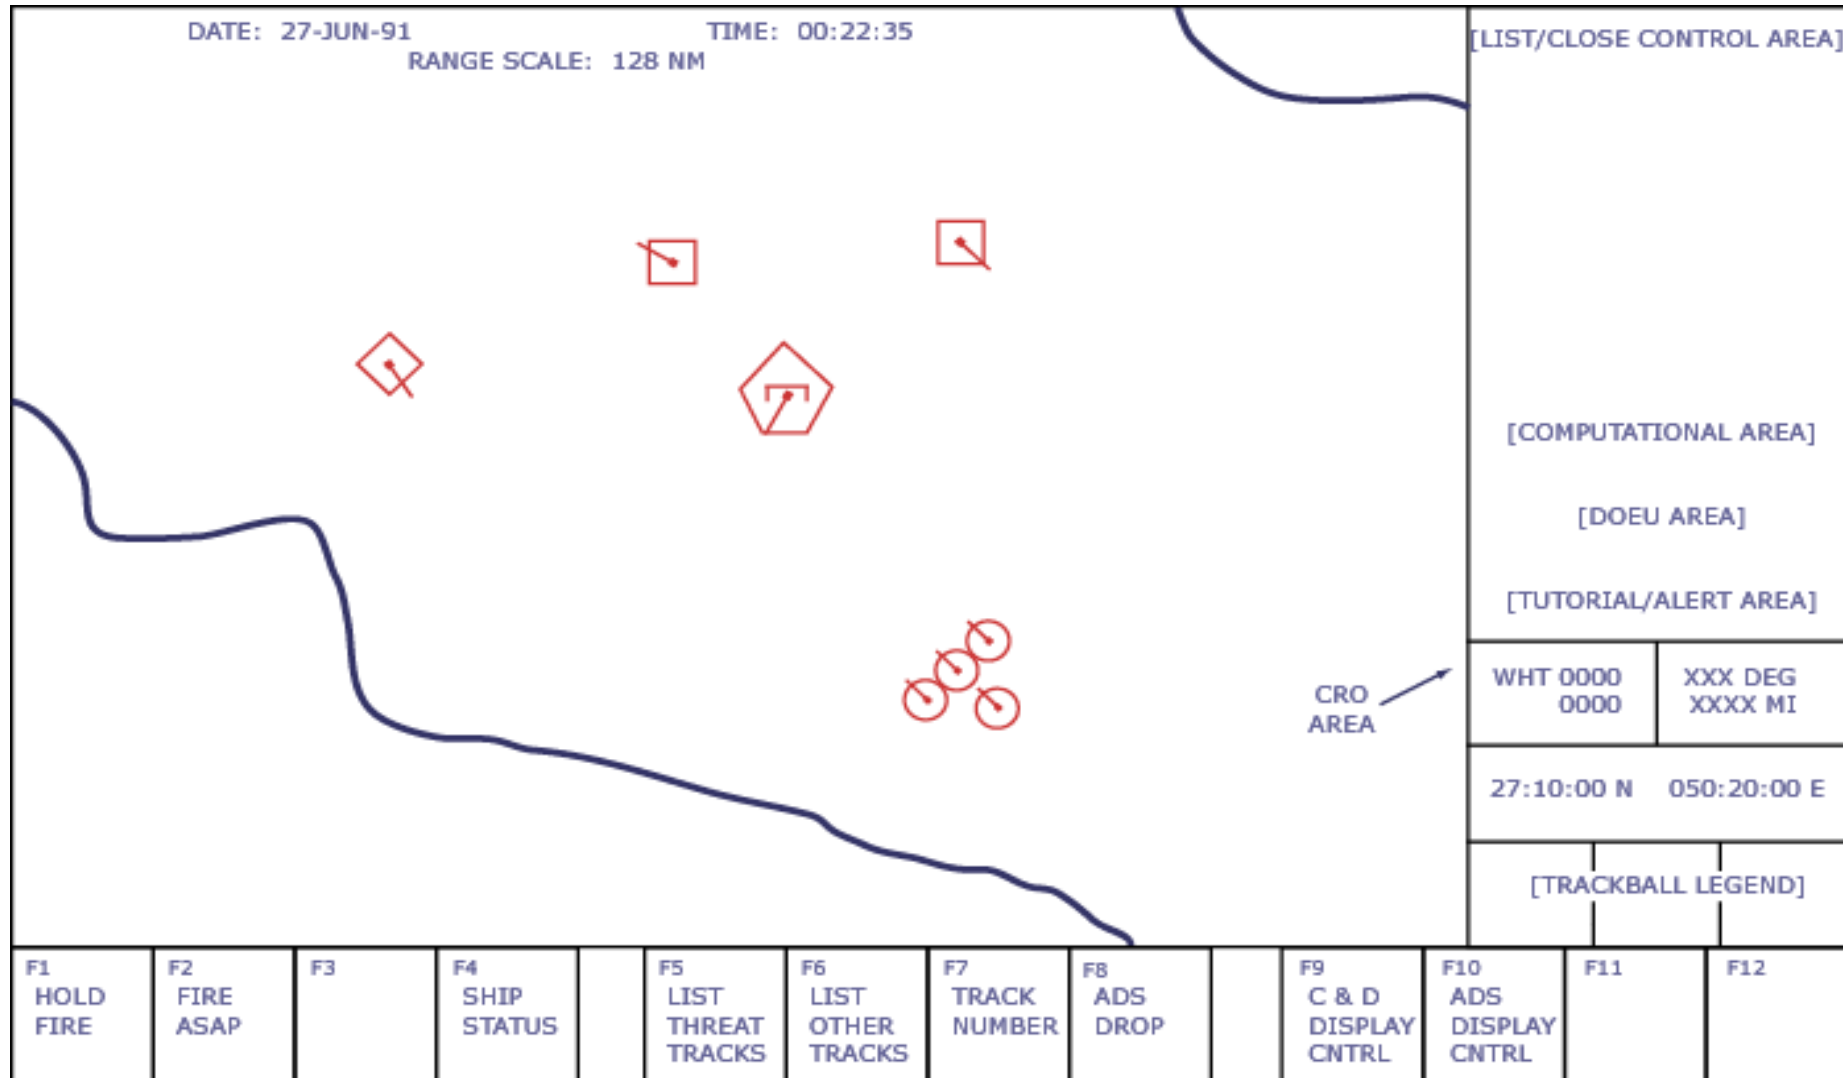 DATE: 27-JUN-91 TIME: 00:22:35
RANGE SCALE: 128 NM
[LIST/CLOSE CONTROL AREA]
[COMPUTATIONAL AREA]
[DOEU AREA]
[TUTORIAL/ALERT AREA]
CRO
AREA
WHT 0000
0000
XXX DEG
XXXX MI
27:10:00 N 050:20:00 E
[TRACKBALL LEGEND]
F1
HOLD
FIRE
F2
FIRE
ASAP
F3
F4
SHIP
STATUS
F5
LIST
THREAT
TRACKS
F6
LIST
OTHER
TRACKS
F7
TRACK
NUMBER
F8
ADS
DROP
F9
C & D
DISPLAY
CNTRL
F10
ADS
DISPLAY
CNTRL
F11
F12